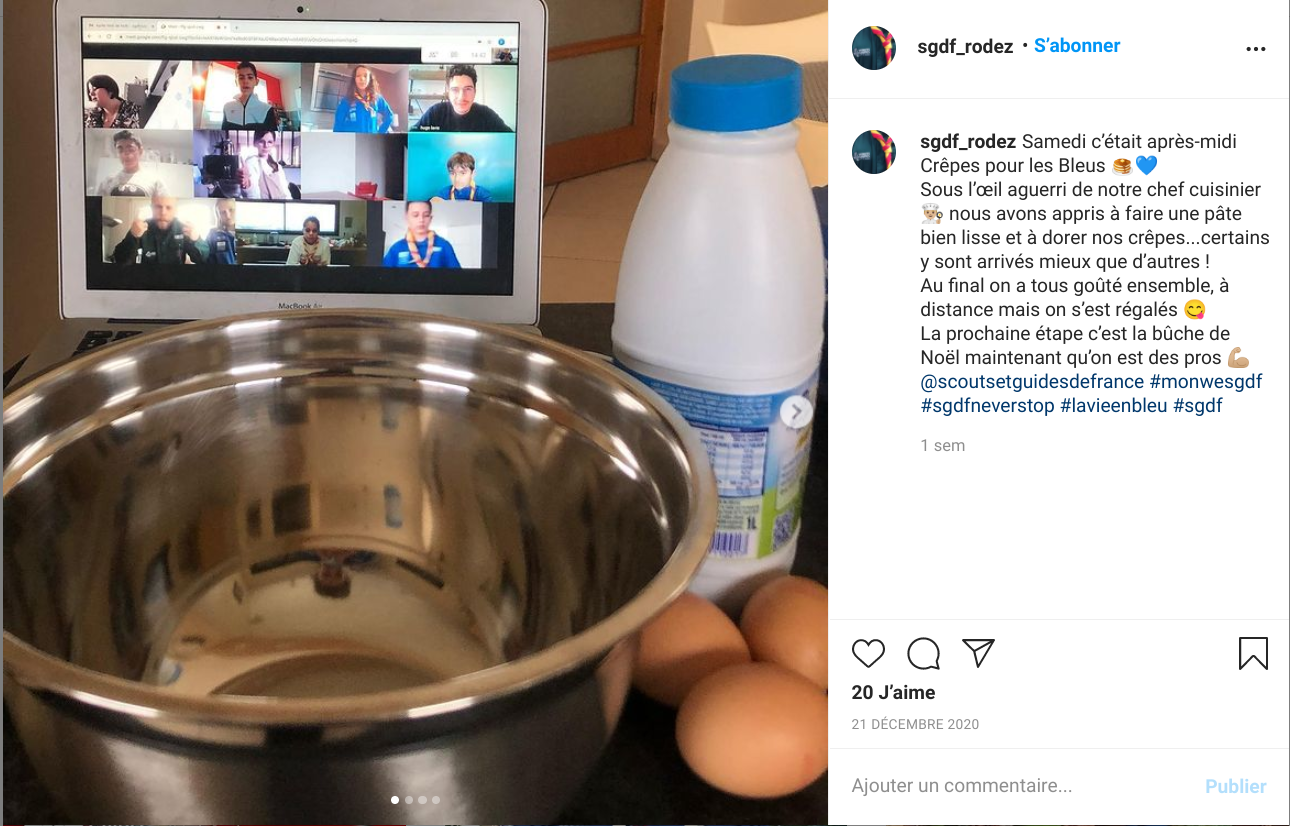 MacBook Air
1L
sgdf_rodez • S'abonner
sgdf_rodez Samedi c'était après-midi
Crêpes pour les Bleus 🥞💙
Sous l'œil aguerri de notre chef cuisinier
👨🏼‍🍳 nous avons appris à faire une pâte
bien lisse et à dorer nos crêpes...certains
y sont arrivés mieux que d'autres !
Au final on a tous goûté ensemble, à
distance mais on s'est régalés 😋
La prochaine étape c'est la bûche de
Noël maintenant qu'on est des pros 💪🏼
@scoutsetguidesdefrance #monwesgdf
#sgdfneverstop #lavieenbleu #sgdf
1 sem
20 J'aime
21 DÉCEMBRE 2020
Ajouter un commentaire... Publier